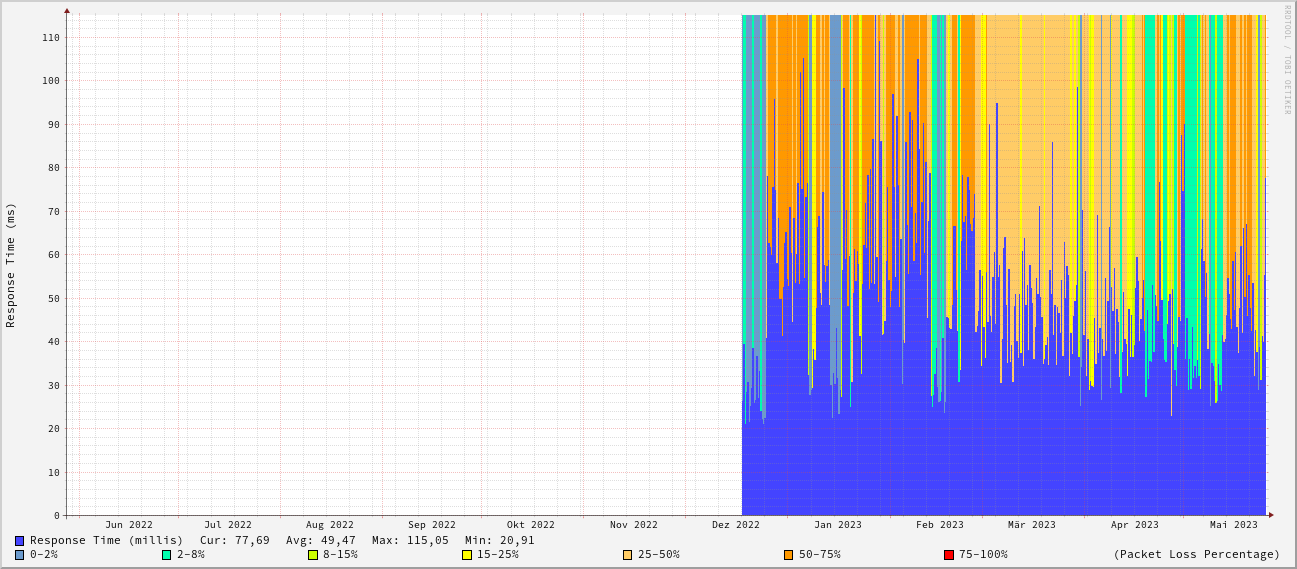 RRDTOOL / TOBI OETIKER
Response Time (ms)
110
100
90
80
70
60
50
40
30
20
10
0
Jun 2022 Jul 2022 Aug 2022 Sep 2022 Okt 2022 Nov 2022 Dez 2022 Jan 2023 Feb 2023 Mär 2023 Apr 2023 Mai 2023
Response Time (millis) Cur: 77,69 Avg: 49,47 Max: 115,05 Min: 20,91
0-2% 2-8% 8-15% 15-25% 25-50% 50-75% 75-100% (Packet Loss Percentage)